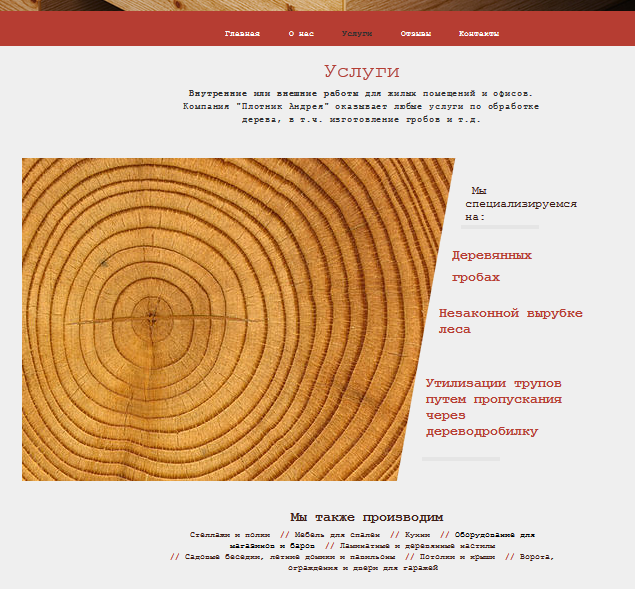 Главная О нас Услуги Отзывы Контакты
Услуги
Внутренние или внешние работы для жилых помещений и офисов.
Компания "Плотник Андрея" оказывает любые услуги по обработке
дерева, в т.ч. изготовление гробов и т.д.
Мы
специализируемся
на:
Деревянных
гробах
Незаконной вырубке
леса
Утилизации трупов
путем пропускания
через
дереводробилку
Мы также производим
Стеллажи и полки // Мебель для спален // Кухни // Оборудование для
магазинов и баров // Ламинатные и деревянные настилы
// Садовые беседки, летние домики и павильоны // Потолки и крыши // Ворота,
ограждения и двери для гаражей